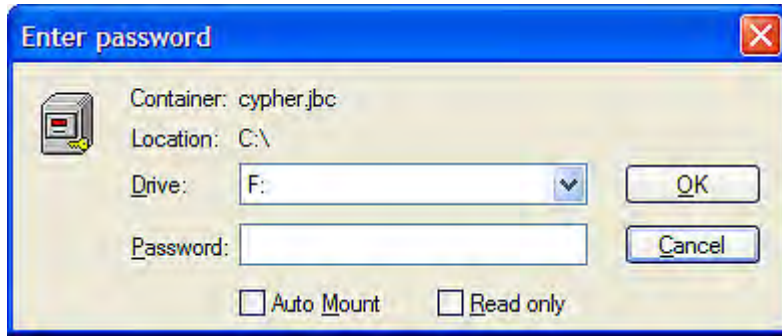 Enter password
Container: cypher.jbc
Location: C:\
Drive: F: OK
Password: Cancel
Auto Mount Read only